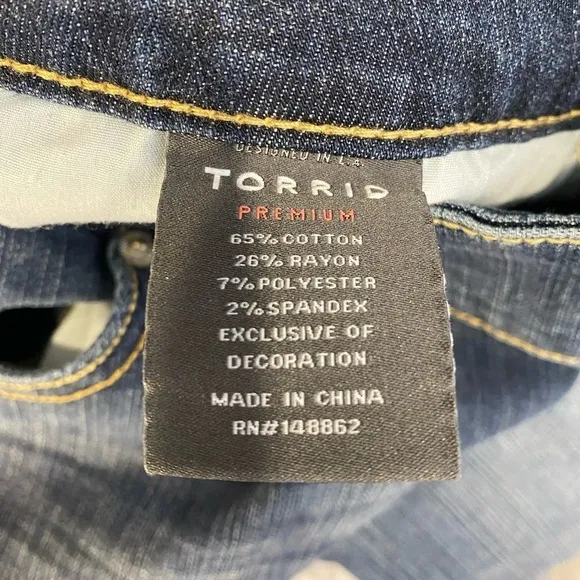 DESIGNED IN L.A.
TORRID
PREMIUM
65% COTTON
26% RAYON
7% POLYESTER
2% SPANDEX
EXCLUSIVE OF
DECORATION
MADE IN CHINA
RN#148862